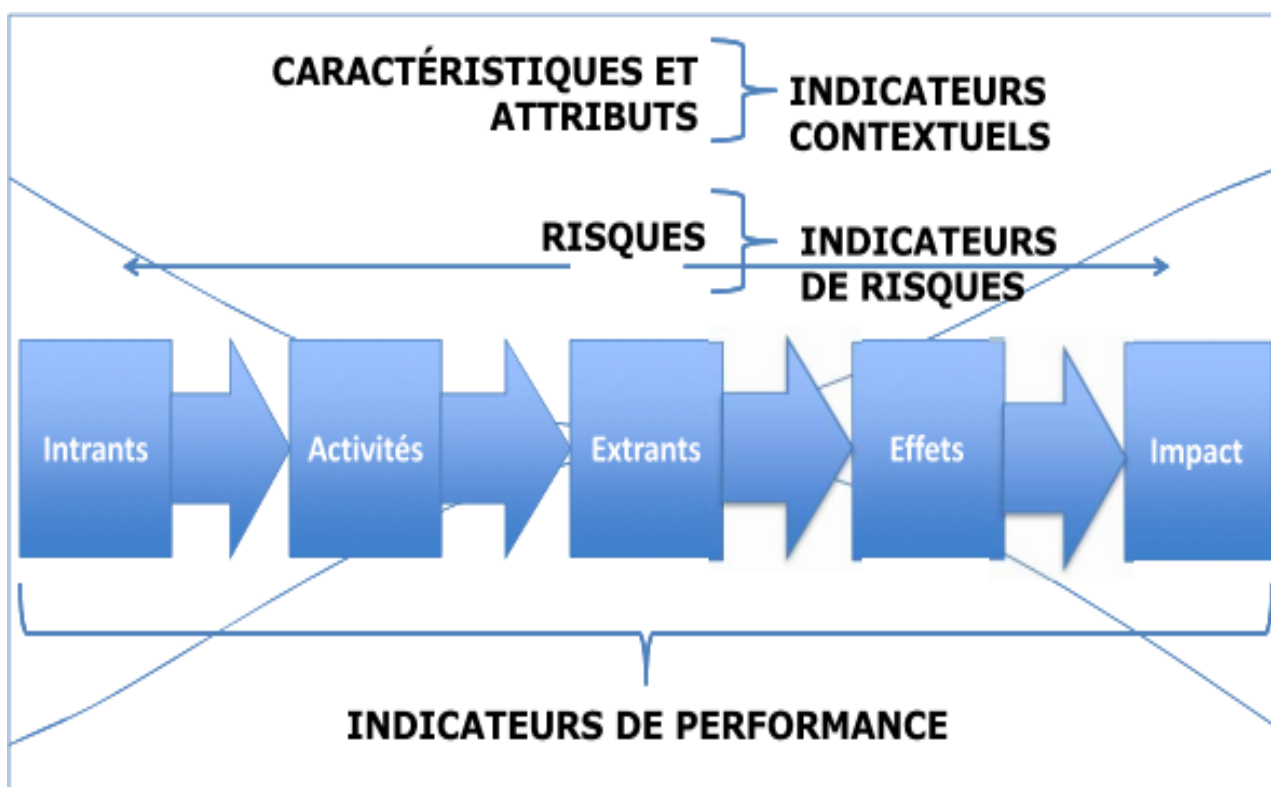 CARACTÉRISTIQUES ET
ATTRIBUTS
INDICATEURS
CONTEXTUELS
RISQUES
INDICATEURS
DE RISQUES
Intrants
Activités
Extrants
Effets
Impact
INDICATEURS DE PERFORMANCE